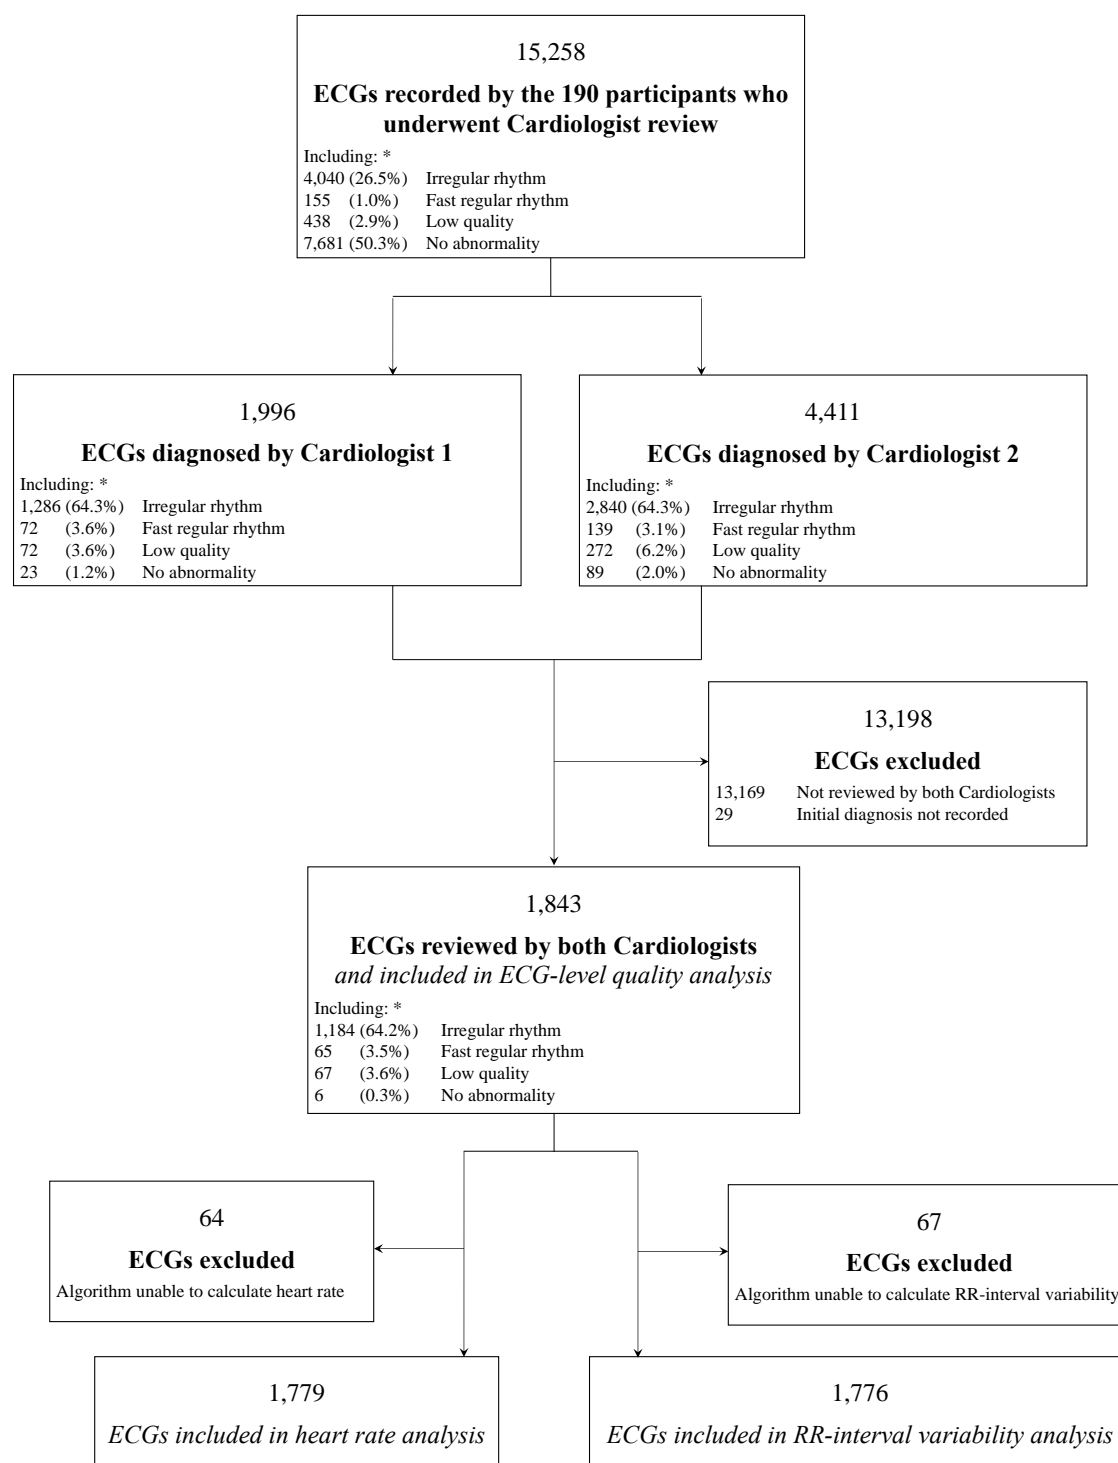 15,258
ECGs recorded by the 190 participants who
underwent Cardiologist review
Including: *
4,040 (26.5%) Irregular rhythm
155 (1.0%) Fast regular rhythm
438 (2.9%) Low quality
7,681 (50.3%) No abnormality
1,996
ECGs diagnosed by Cardiologist 1
Including: *
1,286 (64.3%) Irregular rhythm
72 (3.6%) Fast regular rhythm
72 (3.6%) Low quality
23 (1.2%) No abnormality
4,411
ECGs diagnosed by Cardiologist 2
Including: *
2,840 (64.3%) Irregular rhythm
139 (3.1%) Fast regular rhythm
272 (6.2%) Low quality
89 (2.0%) No abnormality
13,198
ECGs excluded
13,169 Not reviewed by both Cardiologists
29 Initial diagnosis not recorded
1,843
ECGs reviewed by both Cardiologists
and included in ECG-level quality analysis
Including: *
1,184 (64.2%) Irregular rhythm
65 (3.5%) Fast regular rhythm
67 (3.6%) Low quality
6 (0.3%) No abnormality
64
ECGs excluded
Algorithm unable to calculate heart rate
67
ECGs excluded
Algorithm unable to calculate RR-interval variability
1,779
ECGs included in heart rate analysis
1,776
ECGs included in RR-interval variability analysis